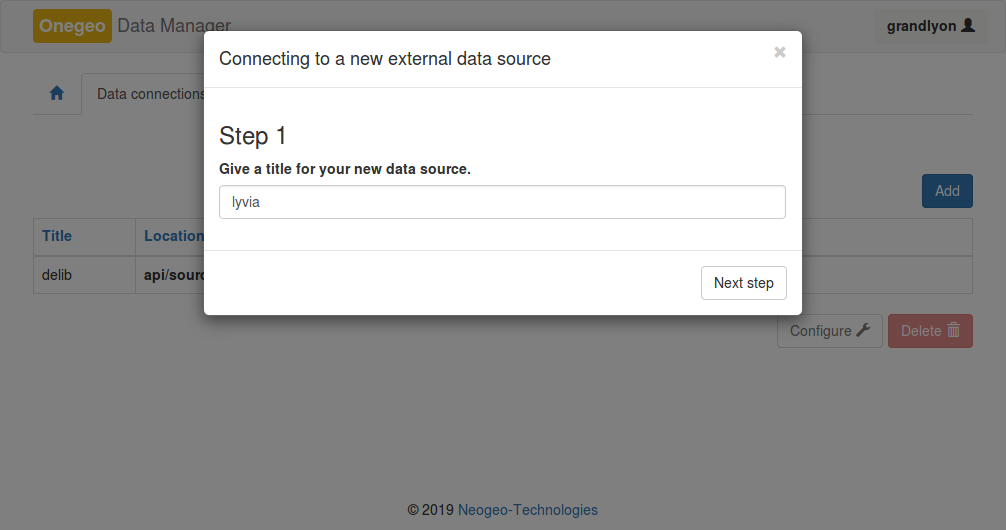 Onegeo Data Manager
grandlyon
Connecting to a new external data source
×
Data connections
Step 1
Give a title for your new data source.
lyvia
Add
Title Location
delib api/sourc
Next step
Configure Delete
© 2019 Neogeo-Technologies